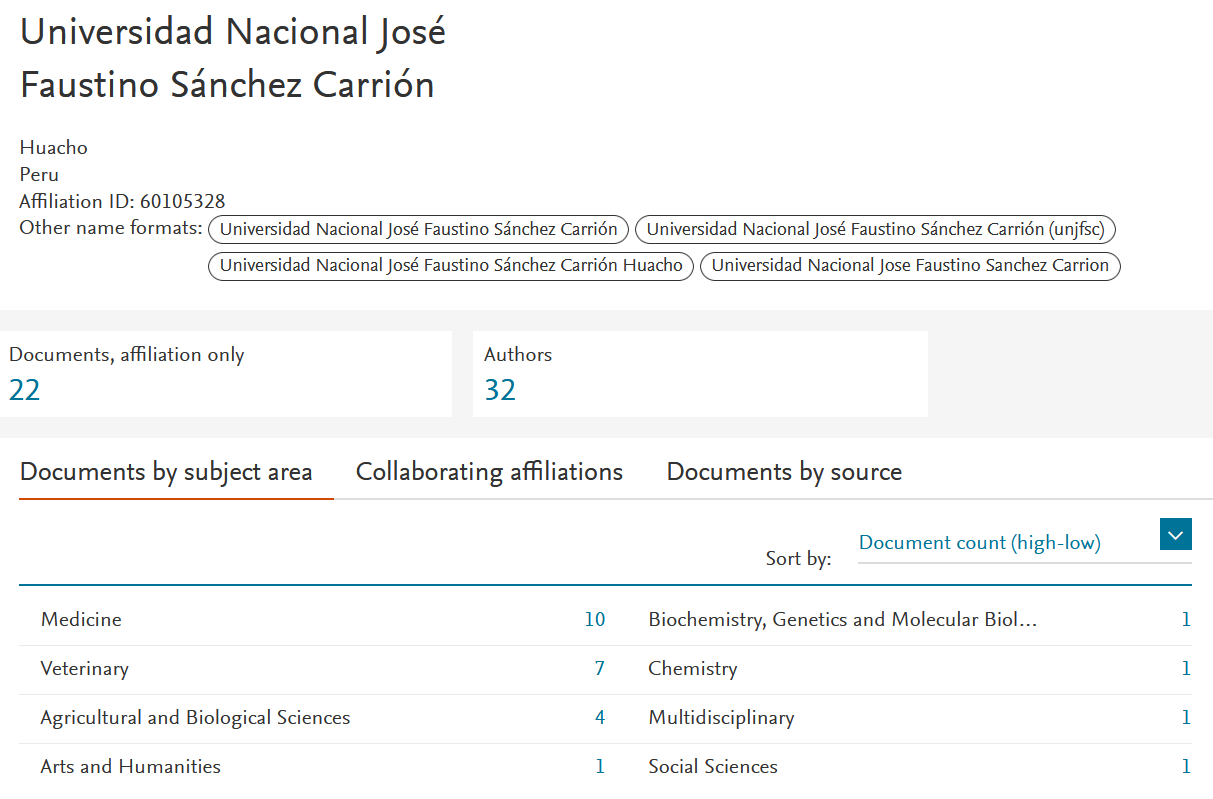 Universidad Nacional José
Faustino Sánchez Carrión
Huacho
Peru
Affiliation ID: 60105328
Other name formats: Universidad Nacional José Faustino Sánchez Carrión Universidad Nacional José Faustino Sánchez Carrión (unjfsc)
Universidad Nacional José Faustino Sánchez Carrión Huacho Universidad Nacional Jose Faustino Sanchez Carrion
Documents, affiliation only Authors
22 32
Documents by subject area Collaborating affiliations Documents by source
Sort by: Document count (high-low)
Medicine 10 Biochemistry, Genetics and Molecular Biol... 1
Veterinary 7 Chemistry 1
Agricultural and Biological Sciences 4 Multidisciplinary 1
Arts and Humanities 1 Social Sciences 1